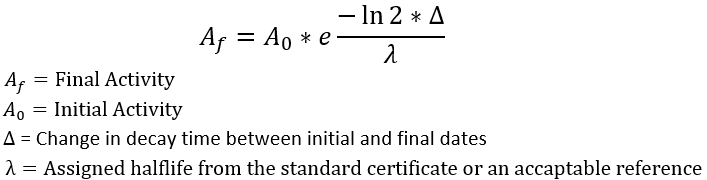 A_f = A_0 * e (− ln 2 * Δ)/λ
A_f = Final Activity
A_0 = Initial Activity
Δ = Change in decay time between initial and final dates
λ = Assigned halflife from the standard certificate or an accaptable reference